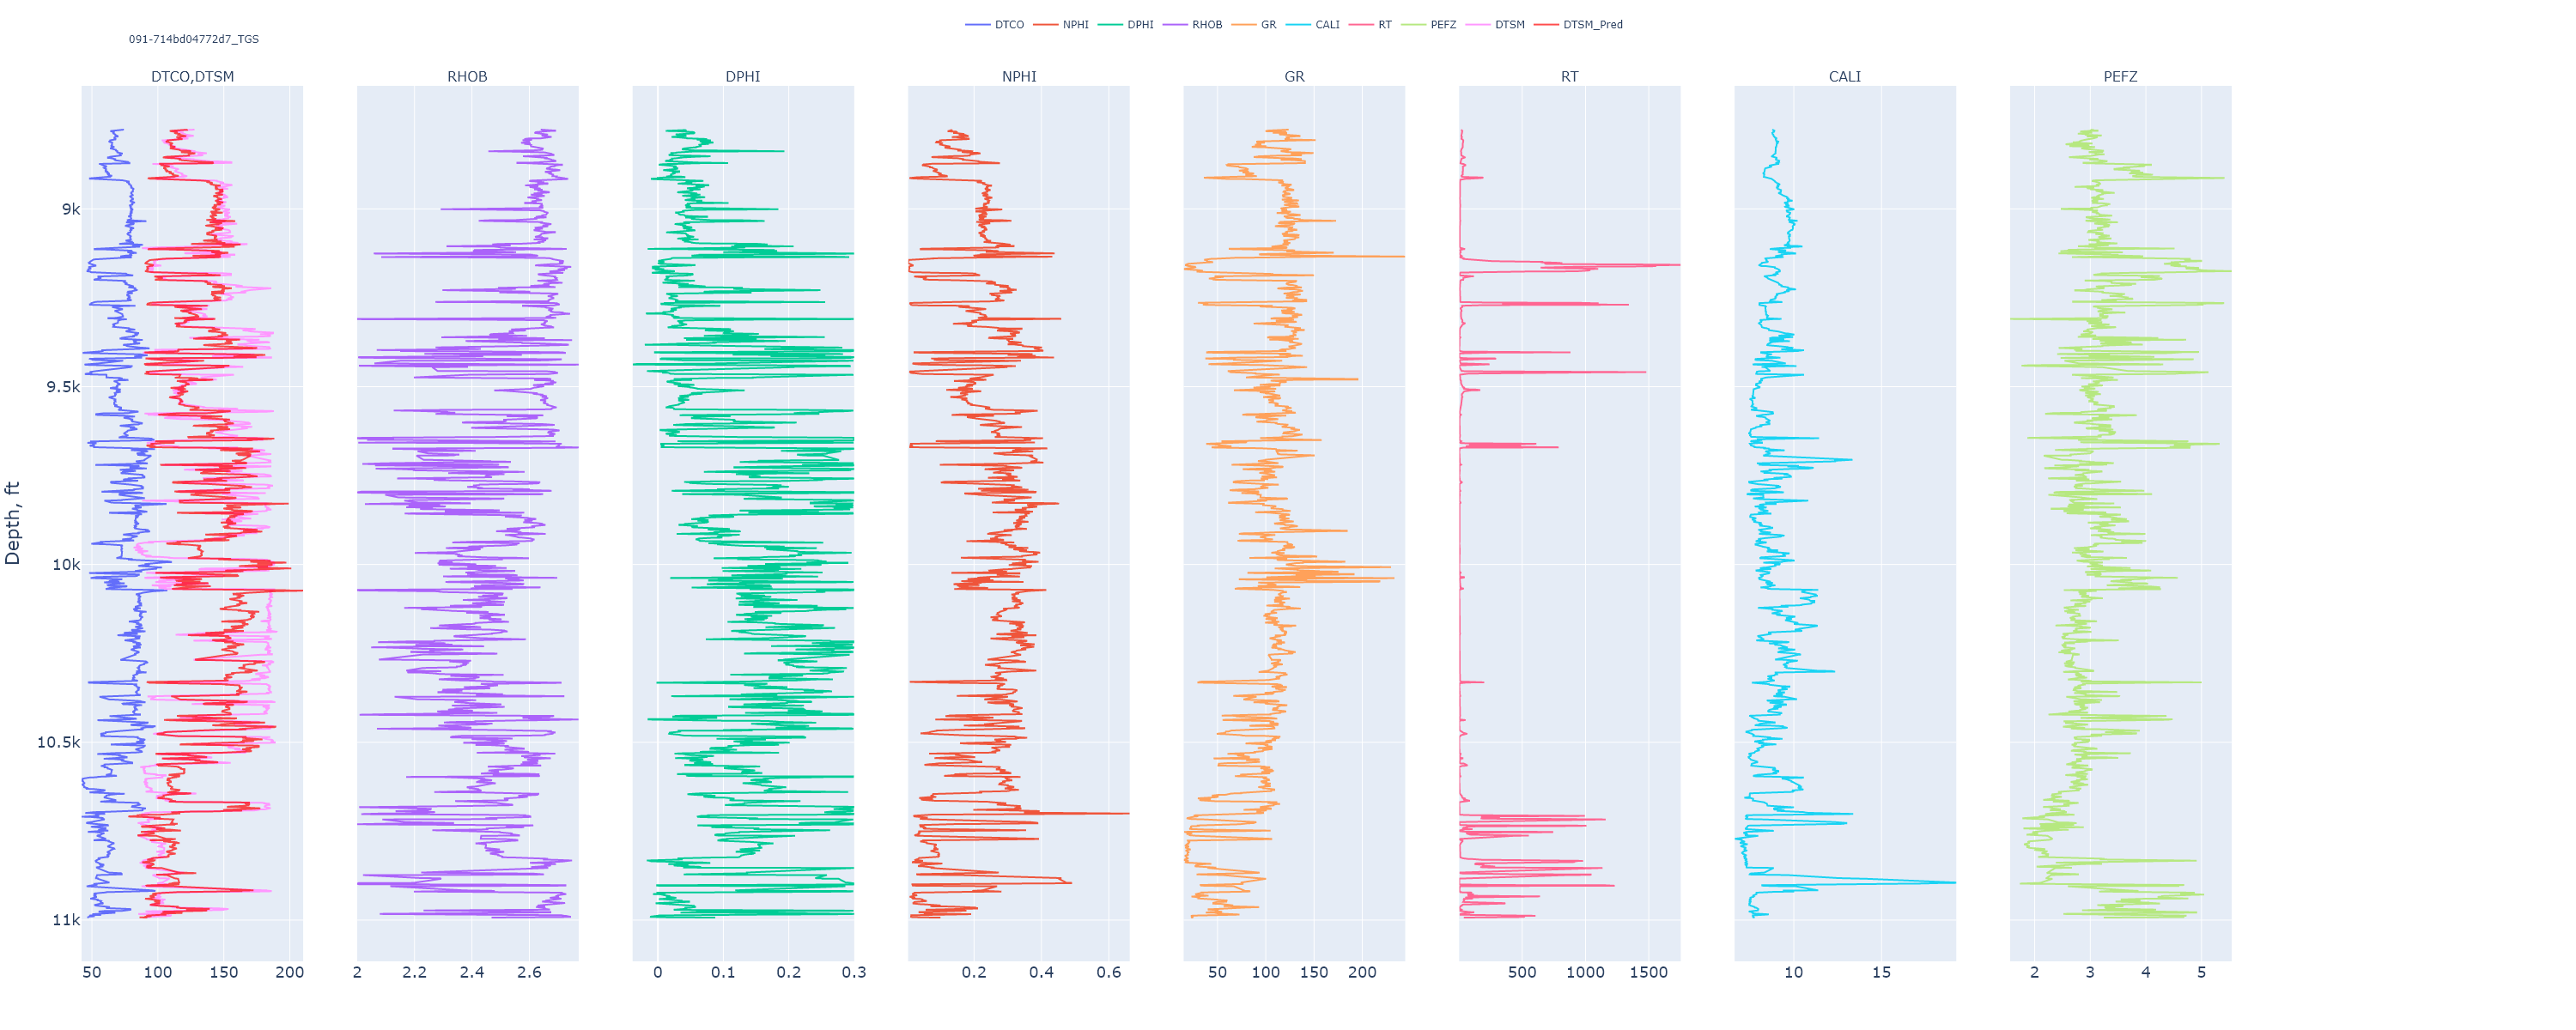 DTCO NPHI DPHI RHOB GR CALI RT PEFZ DTSM DTSM_Pred
091-714bd04772d7_TGS
DTCO,DTSM RHOB DPHI NPHI GR RT CALI PEFZ
9k
9.5k
Depth, ft
10k
10.5k
11k
50 100 150 200 2 2.2 2.4 2.6 0 0.1 0.2 0.3 0.2 0.4 0.6 50 100 150 200 500 1000 1500 10 15 2 3 4 5